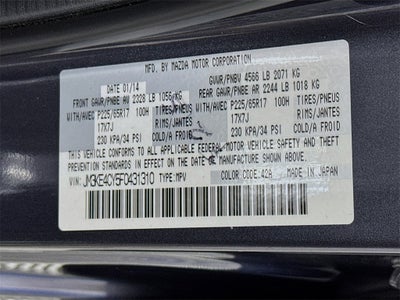 MFD. BY MAZDA MOTOR CORPORATION
DATE: 01/14 GVWR/PNBV 4566 LB 2071 KG
FRONT GAWR/PNBE AV 2328 LB 1056 KG REAR GAWR/PNBE AR 2244 LB 1018 KG
WITH/AVEC P225/65R17 100H TIRES/PNEUS WITH/AVEC P225/65R17 100H TIRES/PNEUS
17X7J RIMS/JANTES 17X7J RIMS/JANTES
230 KPA/34 PSI COLD/A FROID 230 KPA/34 PSI COLD/A FROID
THIS VEHICLE CONFORMS TO ALL APPLICABLE FEDERAL MOTOR VEHICLE SAFETY AND THEFT
PREVENTION STANDARDS IN EFFECT ON THE DATE OF MANUFACTURE SHOWN ABOVE.
VIN: JM3KE4CY5F0431310 TYPE:MPV COLOR CODE:42A MADE IN JAPAN